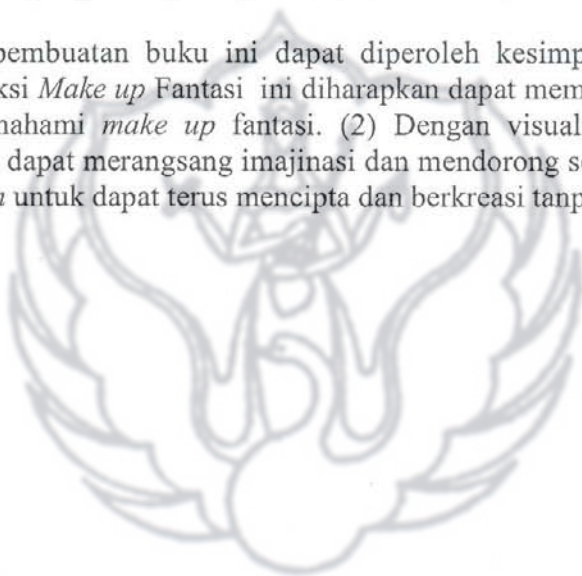 pembuatan buku ini dapat diperoleh kesimp
ksi Make up Fantasi ini diharapkan dapat mem
nahami make up fantasi. (2) Dengan visual
dapat merangsang imajinasi dan mendorong s
untuk dapat terus mencipta dan berkreasi tanp